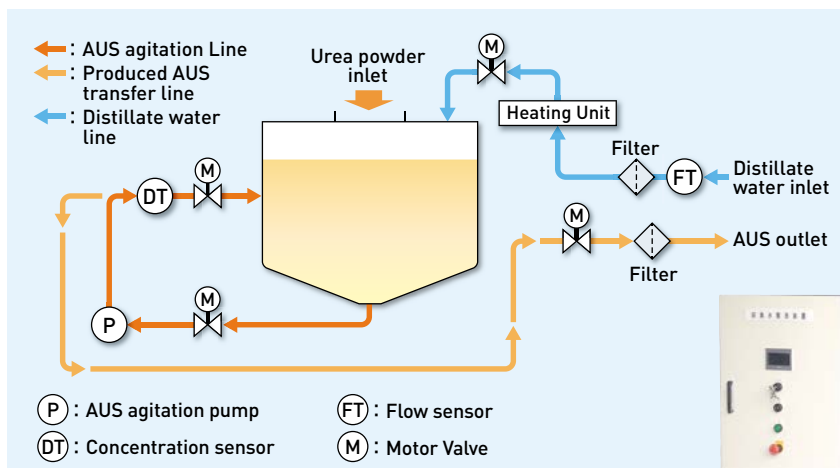 : AUS agitation Line
: Produced AUS
transfer line
: Distillate water
line
Urea powder
inlet
M
Heating Unit
Filter
FT
Distillate
water inlet
M
DT
M
AUS outlet
Filter
P
M
P : AUS agitation pump
FT : Flow sensor
DT : Concentration sensor
M : Motor Valve